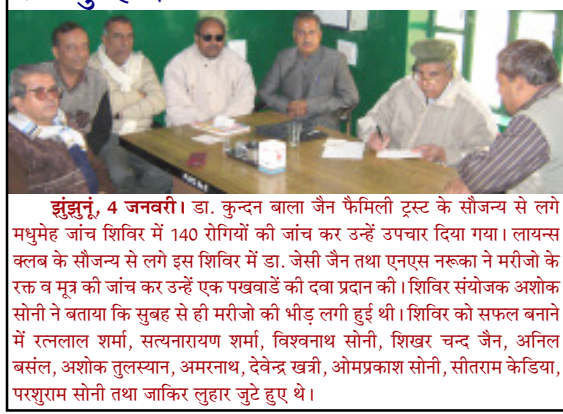 झुंझुनूं, 4 जनवरी। डा. कुन्दन बाला जैन फैमिली ट्रस्ट के सौजन्य से लगे
मधुमेह जांच शिविर में 140 रोगियों की जांच कर उन्हें उपचार दिया गया। लायन्स
क्लब के सौजन्य से लगे इस शिविर में डा. जेसी जैन तथा एनएस नरूका ने मरीजो के
रक्त व मूत्र की जांच कर उन्हें एक पखवाडें की दवा प्रदान की। शिविर संयोजक अशोक
सोनी ने बताया कि सुबह से ही मरीजो की भीड़ लगी हुई थी। शिविर को सफल बनाने
में रत्नलाल शर्मा, सत्यनारायण शर्मा, विश्वनाथ सोनी, शिखर चन्द जैन, अनिल
बसंल, अशोक तुलस्यान, अमरनाथ, देवेन्द्र खत्री, ओमप्रकाश सोनी, सीतराम केडिया,
परशुराम सोनी तथा जाकिर लुहार जुटे हुए थे।